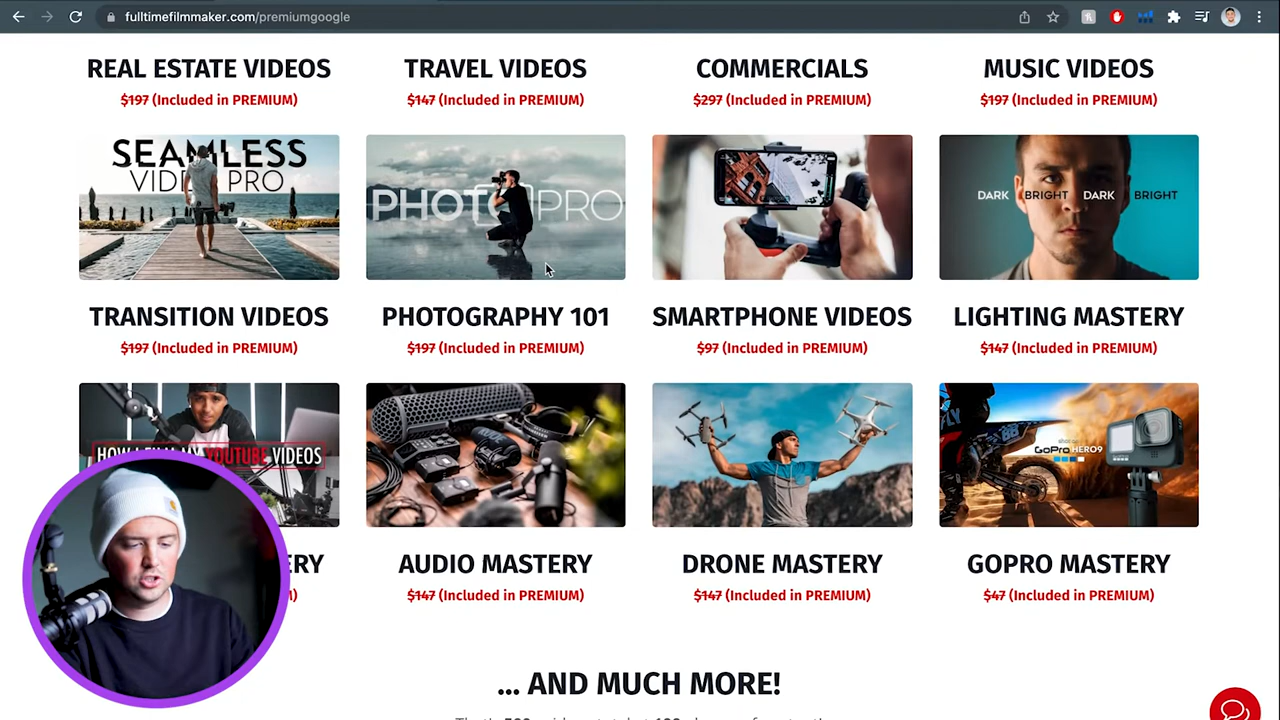 fulltimefilmmaker.com/premiumgoogle
REAL ESTATE VIDEOS
TRAVEL VIDEOS
COMMERCIALS
MUSIC VIDEOS
$197 (Included in PREMIUM)
$147 (Included in PREMIUM)
$297 (Included in PREMIUM)
$197 (Included in PREMIUM)
SEAMLESS
VIDEO PRO
PHOTO PRO
DARK BRIGHT DARK BRIGHT
TRANSITION VIDEOS
PHOTOGRAPHY 101
SMARTPHONE VIDEOS
LIGHTING MASTERY
$197 (Included in PREMIUM)
$197 (Included in PREMIUM)
$97 (Included in PREMIUM)
$147 (Included in PREMIUM)
HOW I FILM MY YOUTUBE VIDEOS
GoPro HERO9
AUDIO MASTERY
DRONE MASTERY
GOPRO MASTERY
$147 (Included in PREMIUM)
$147 (Included in PREMIUM)
$47 (Included in PREMIUM)
... AND MUCH MORE!